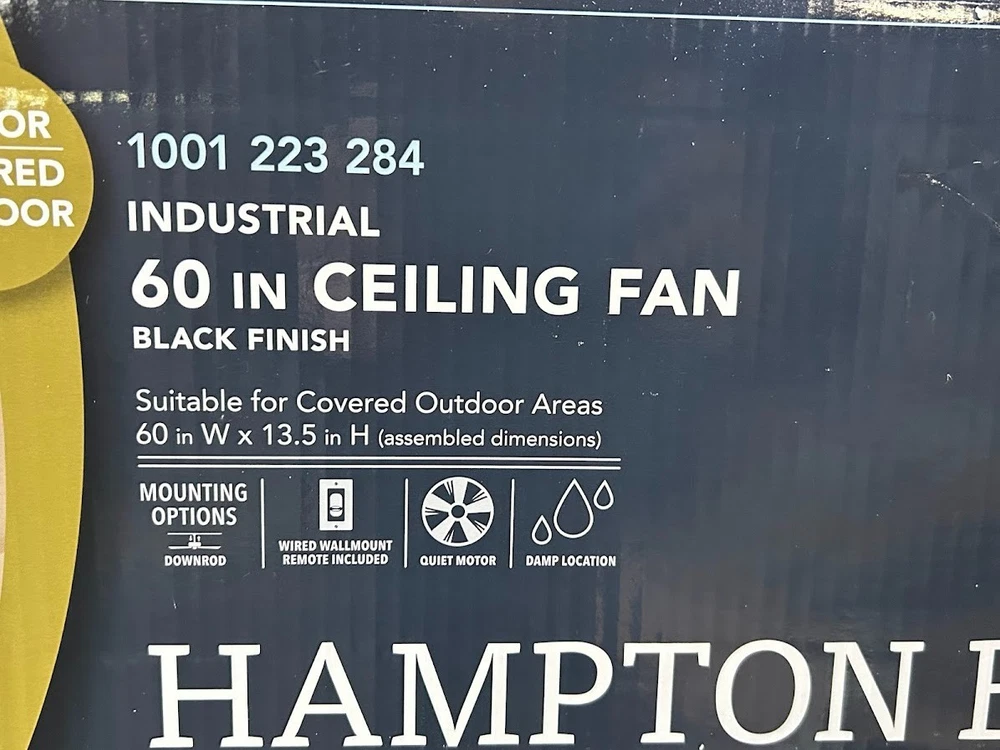 OR
RED
OOR
1001 223 284
INDUSTRIAL
60 IN CEILING FAN
BLACK FINISH
Suitable for Covered Outdoor Areas
60 in W x 13.5 in H (assembled dimensions)
MOUNTING
OPTIONS
DOWNROD
WIRED WALLMOUNT
REMOTE INCLUDED
QUIET MOTOR
DAMP LOCATION
HAMPTON